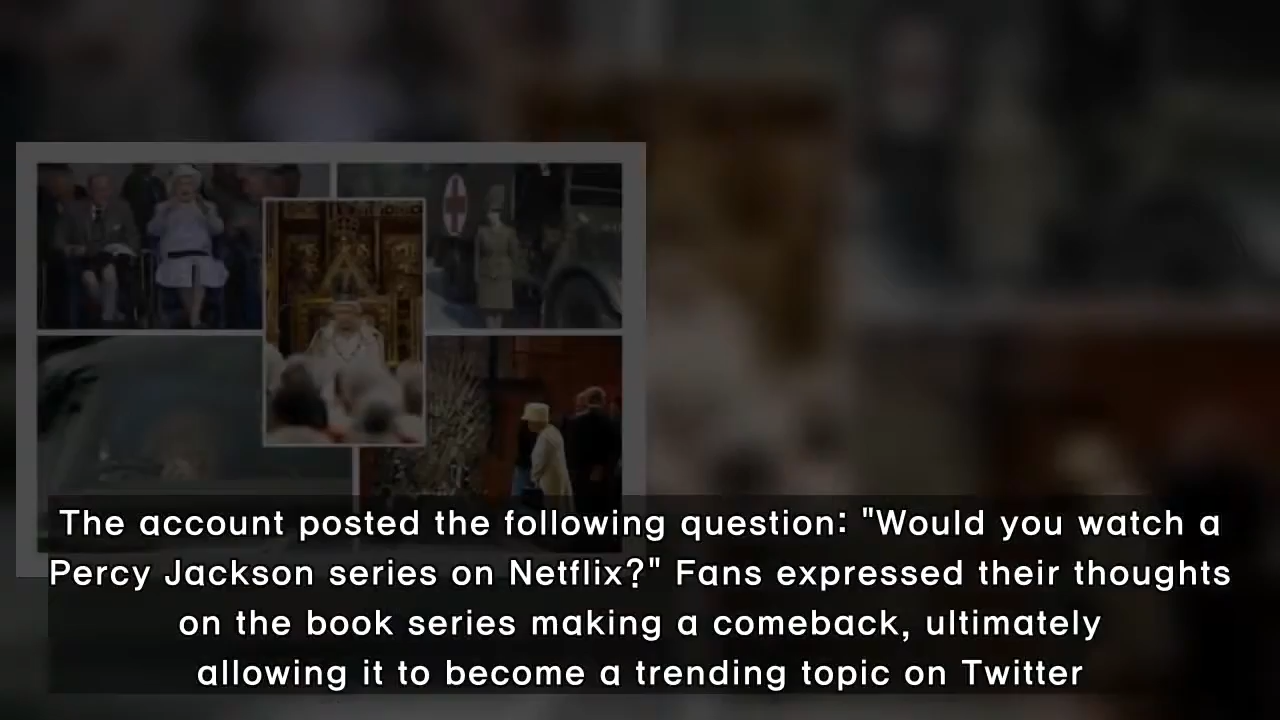 The account posted the following question: "Would you watch a
Percy Jackson series on Netflix?" Fans expressed their thoughts
on the book series making a comeback, ultimately
allowing it to become a trending topic on Twitter